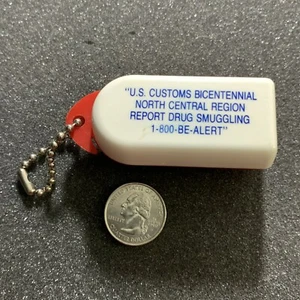 "U.S. CUSTOMS BICENTENNIAL
NORTH CENTRAL REGION
REPORT DRUG SMUGGLING
1-800-BE-ALERT"